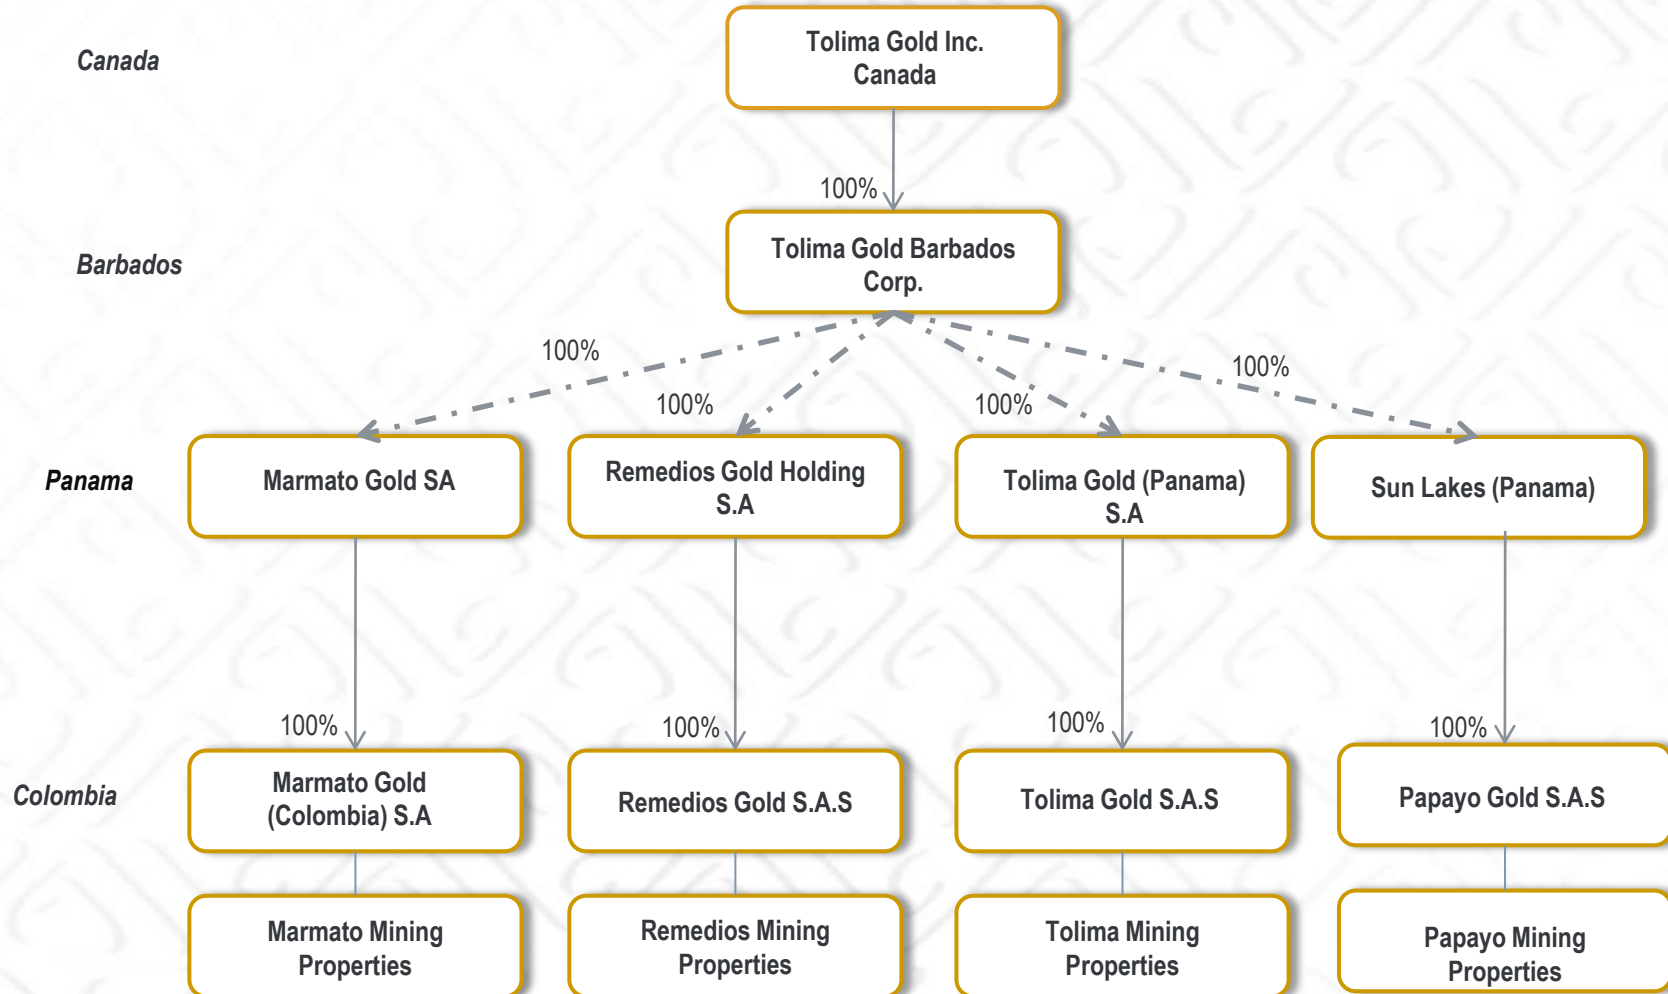 Canada
Tolima Gold Inc.
Canada
100%
Barbados
Tolima Gold Barbados
Corp.
100%
100%
100%
100%
Panama
Marmato Gold SA
Remedios Gold Holding
S.A
Tolima Gold (Panama)
S.A
Sun Lakes (Panama)
100%
100%
100%
100%
Colombia
Marmato Gold
(Colombia) S.A
Remedios Gold S.A.S
Tolima Gold S.A.S
Papayo Gold S.A.S
Marmato Mining
Properties
Remedios Mining
Properties
Tolima Mining
Properties
Papayo Mining
Properties